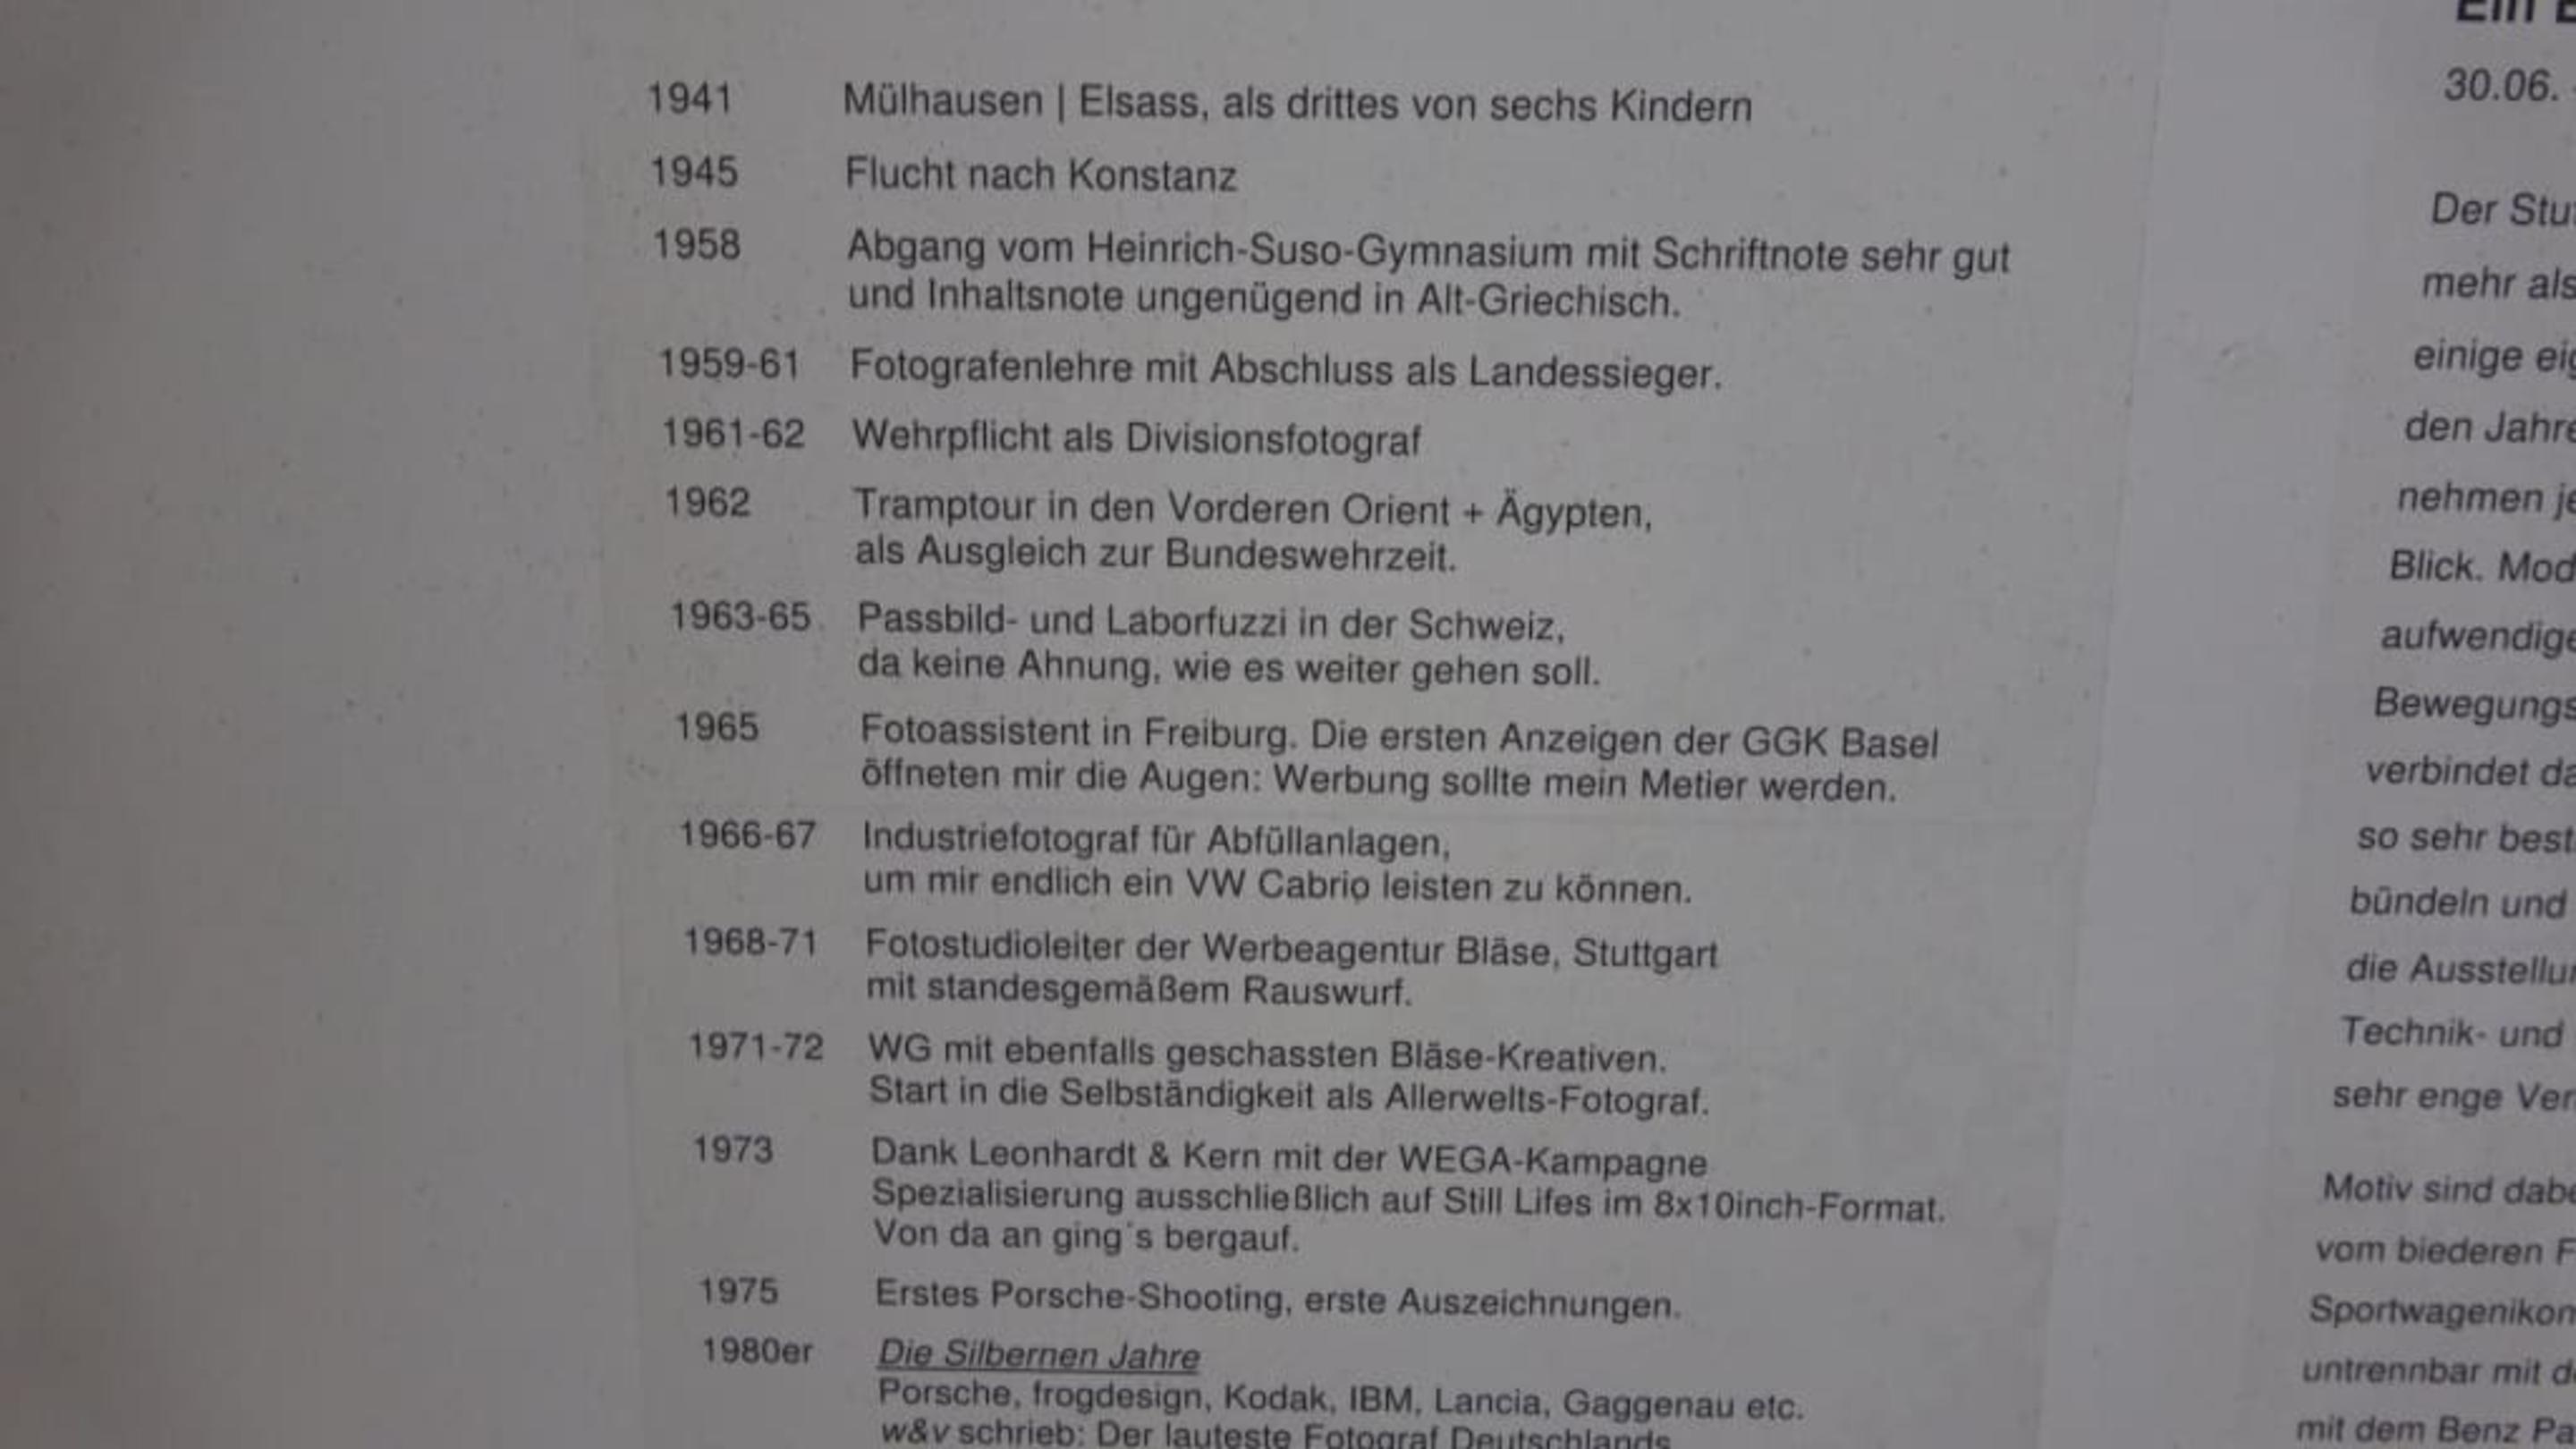 1941 Mülhausen | Elsass, als drittes von sechs Kindern
1945 Flucht nach Konstanz
1958 Abgang vom Heinrich-Suso-Gymnasium mit Schriftnote sehr gut
und Inhaltsnote ungenügend in Alt-Griechisch.
1959-61 Fotografenlehre mit Abschluss als Landessieger.
1961-62 Wehrpflicht als Divisionsfotograf
1962 Tramptour in den Vorderen Orient + Ägypten,
als Ausgleich zur Bundeswehrzeit.
1963-65 Passbild- und Laborfuzzi in der Schweiz,
da keine Ahnung, wie es weiter gehen soll.
1965 Fotoassistent in Freiburg. Die ersten Anzeigen der GGK Basel
öffneten mir die Augen: Werbung sollte mein Metier werden.
1966-67 Industriefotograf für Abfüllanlagen,
um mir endlich ein VW Cabrio leisten zu können.
1968-71 Fotostudioleiter der Werbeagentur Bläse, Stuttgart
mit standesgemäßem Rauswurf.
1971-72 WG mit ebenfalls geschassten Bläse-Kreativen.
Start in die Selbständigkeit als Allerwelts-Fotograf.
1973 Dank Leonhardt & Kern mit der WEGA-Kampagne
Spezialisierung ausschließlich auf Still Lifes im 8x10inch-Format.
Von da an ging´s bergauf.
1975 Erstes Porsche-Shooting, erste Auszeichnungen.
1980er Die Silbernen Jahre
Porsche, frogdesign, Kodak, IBM, Lancia, Gaggenau etc.
w&v schrieb: Der lauteste Fotograf Deutschlands
Ein
30.06.
Der
mehr als
einige
den
nehmen
Blick.
verbindet
so sehr
bündeln und
die
Technik- und
sehr enge
Motiv sind
vom biederen
untrennbar mit
mit dem Benz